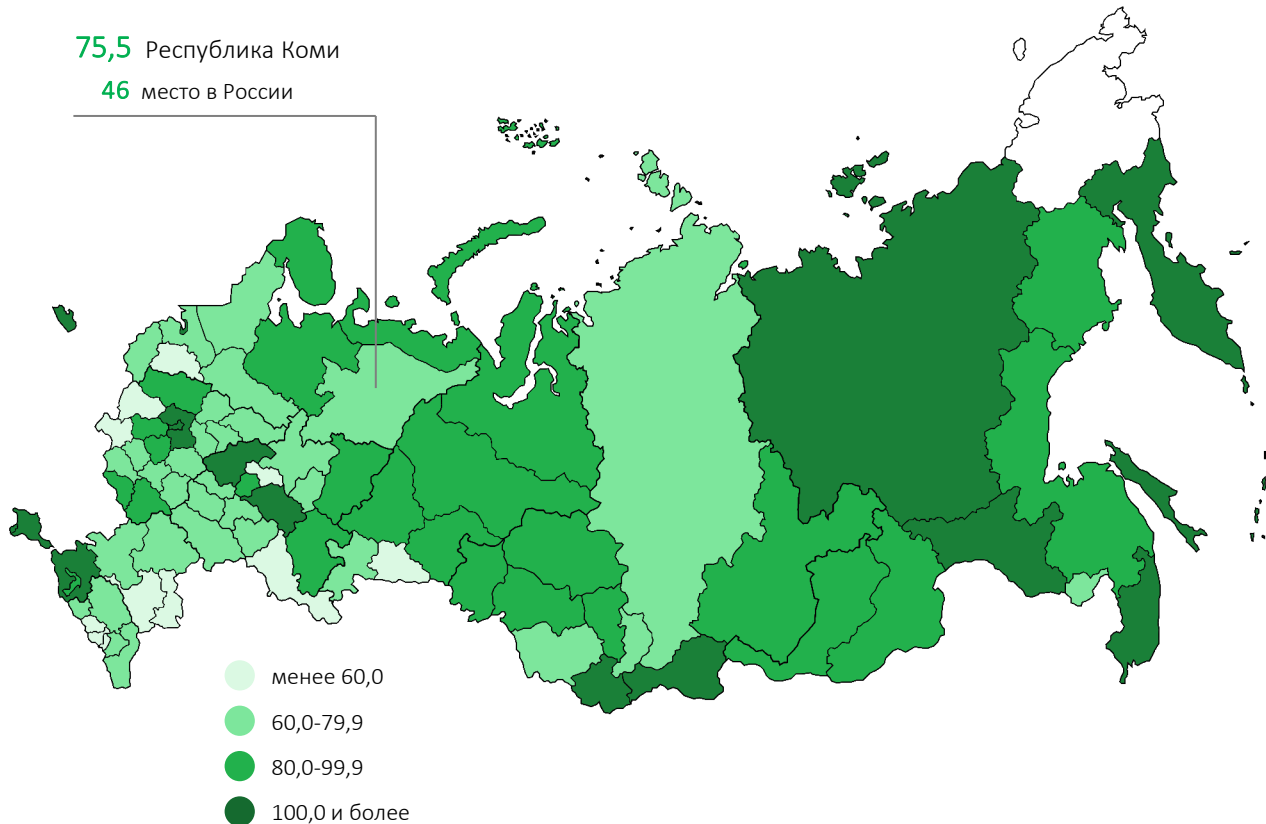 75,5 Республика Коми
46 место в России
менее 60,0
60,0-79,9
80,0-99,9
100,0 и более